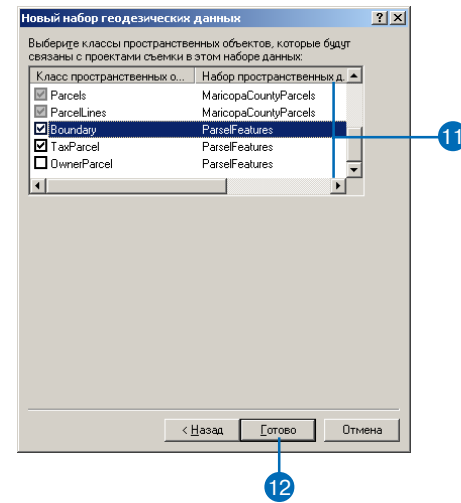 Новый набор геодезических данных
Выберите классы пространственных объектов, которые будут
связаны с проектами съемки в этом наборе данных:
Класс пространственных о... Набор пространственных д.
Parcels MaricopaCountyParcels
ParcelLines MaricopaCountyParcels
Boundary ParselFeatures
TaxParcel ParselFeatures
OwnerParcel ParselFeatures
11
< Назад Готово Отмена
12